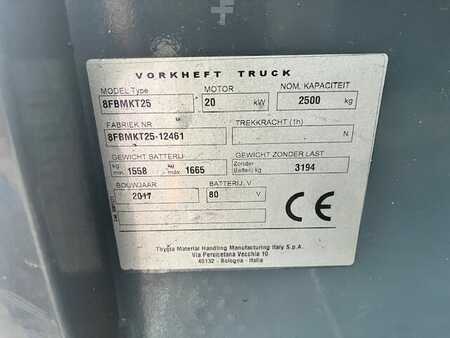 VORKHEFT TRUCK
MODEL Type MOTOR NOM. KAPACITEIT
8FBMKT25 20 kW 2500 kg
FABRIEK NR TREKKRACHT (1h)
8FBMKT25-12461 N
GEWICHT BATTERIJ GEWICHT ZONDER LAST
kg min. 1558 kg max. 1665 Zonder Batterij kg 3194
BOUWJAAR BATTERIJ, V
2017 80 V
CE
Toyota Material Handling Manufacturing Italy S.p.A.
Via Persicetana Vecchia 10
40132 - Bologna - Italia